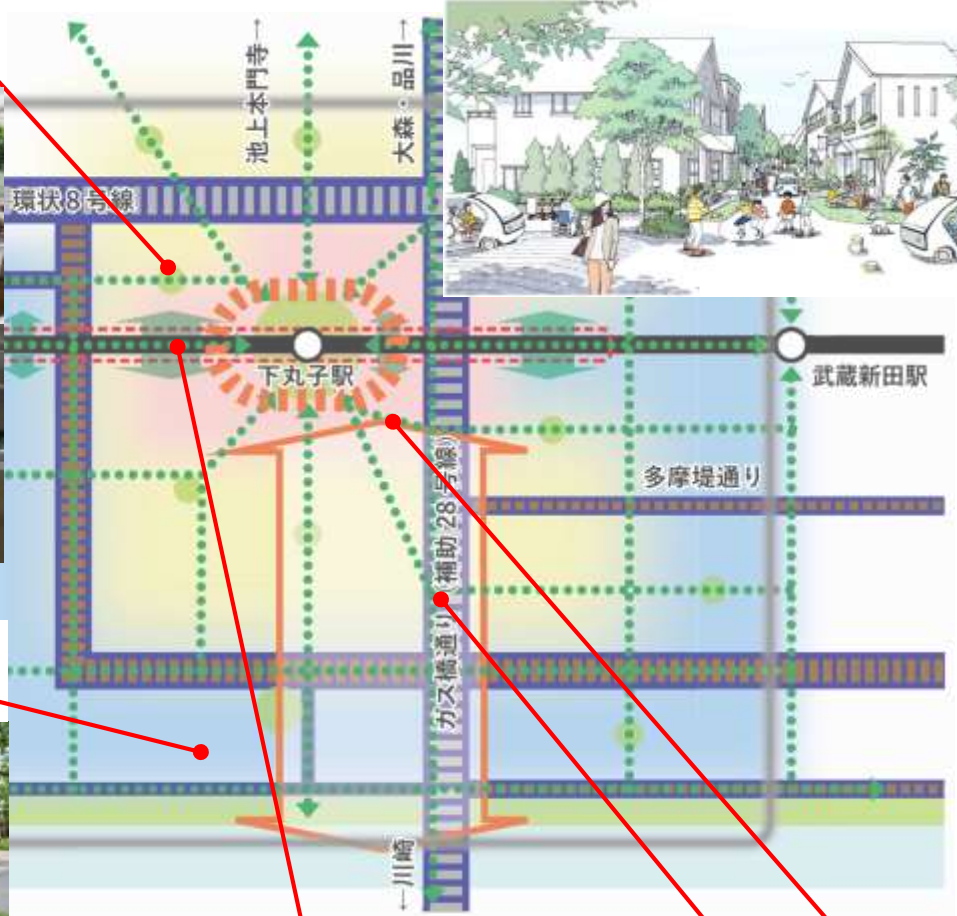 池上本門寺→
大森・品川→
環状8号線
下丸子駅
武蔵新田駅
多摩堤通り
ガス橋通り(補助28号線)
←川崎